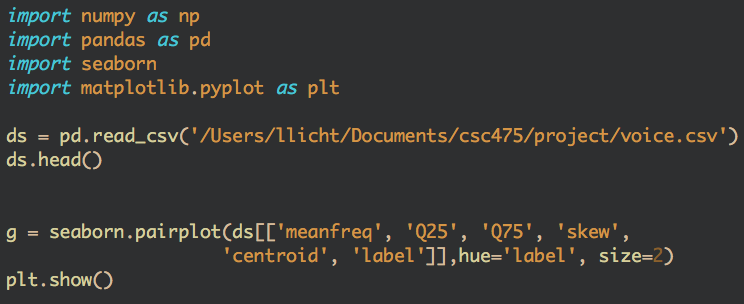 import numpy as np
import pandas as pd
import seaborn
import matplotlib.pyplot as plt
ds = pd.read_csv('/Users/llicht/Documents/csc475/project/voice.csv')
ds.head()
g = seaborn.pairplot(ds[['meanfreq', 'Q25', 'Q75', 'skew',
'centroid', 'label']],hue='label', size=2)
plt.show()